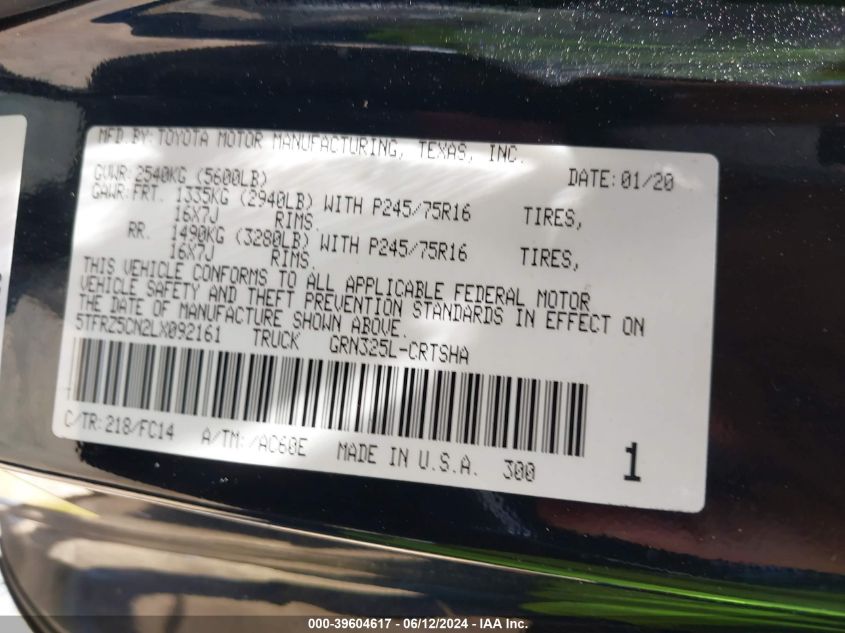 MFD.BY:TOYOTA MOTOR MANUFACTURING, TEXAS, INC.
GVWR:2540KG (5600LB) DATE:01/20
GAWR:FRT. 1335KG (2940LB) WITH P245/75R16 TIRES,
16X7J RIMS.
RR. 1490KG (3280LB) WITH P245/75R16 TIRES,
16X7J RIMS.
THIS VEHICLE CONFORMS TO ALL APPLICABLE FEDERAL MOTOR
VEHICLE SAFETY AND THEFT PREVENTION STANDARDS IN EFFECT ON
THE DATE OF MANUFACTURE SHOWN ABOVE.
5TFRZ5CN2LX092161 TRUCK GRN325L-CRTSHA
C/TR:218/FC14 A/TM:/AC60E MADE IN U.S.A. 300 1
000-39604617 - 06/12/2024 - IAA Inc.